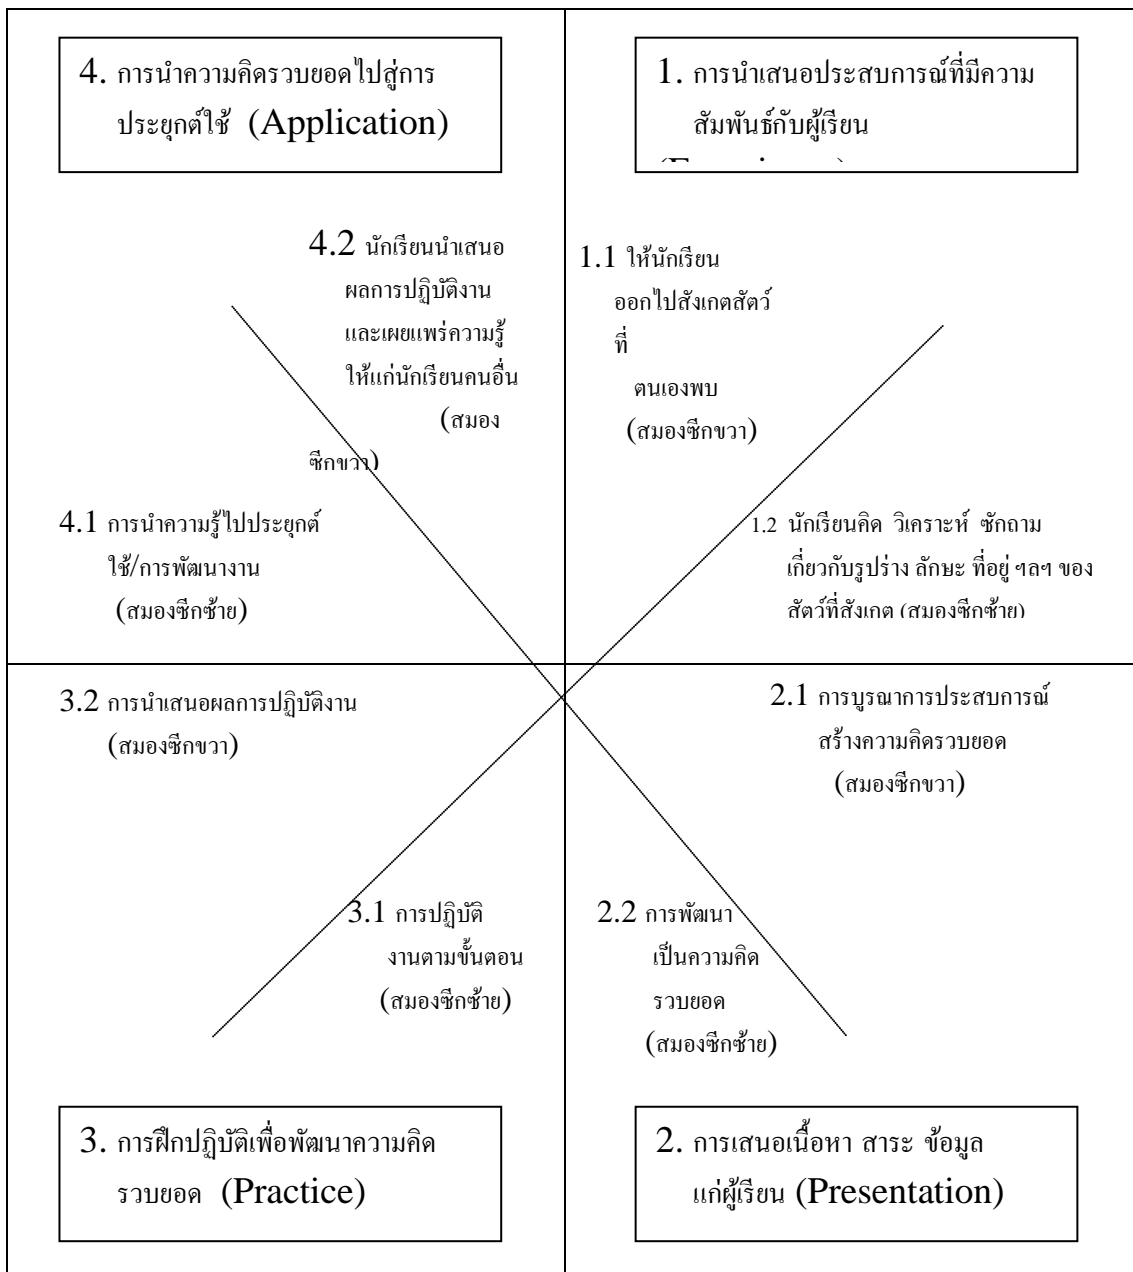 4. การนำความคิดรวบยอดไปสู่การ
ประยุกต์ใช้ (Application)
1. การนำเสนอประสบการณ์ที่มีความ
สัมพันธ์กับผู้เรียน
4.2 นักเรียนนำเสนอ
ผลการปฏิบัติงาน
และเผยแพร่ความรู้
ให้แก่นักเรียนคนอื่น
(สมอง
ซีกขวา)
1.1 ให้นักเรียน
ออกไปสังเกตสัตว์
ที่
ตนเองพบ
(สมองซีกขวา)
4.1 การนำความรู้ไปประยุกต์
ใช้/การพัฒนางาน
(สมองซีกซ้าย)
1.2 นักเรียนคิด วิเคราะห์ ซักถาม
เกี่ยวกับรูปร่าง ลักษะ ที่อยู่ ฯลฯ ของ
สัตว์ที่สังเกต (สมองซีกซ้าย)
3.2 การนำเสนอผลการปฏิบัติงาน
(สมองซีกขวา)
2.1 การบูรณาการประสบการณ์
สร้างความคิดรวบยอด
(สมองซีกขวา)
3.1 การปฏิบัติ
งานตามขั้นตอน
(สมองซีกซ้าย)
2.2 การพัฒนา
เป็นความคิด
รวบยอด
(สมองซีกซ้าย)
3. การฝึกปฏิบัติเพื่อพัฒนาความคิด
รวบยอด (Practice)
2. การเสนอเนื้อหา สาระ ข้อมูล
แก่ผู้เรียน (Presentation)